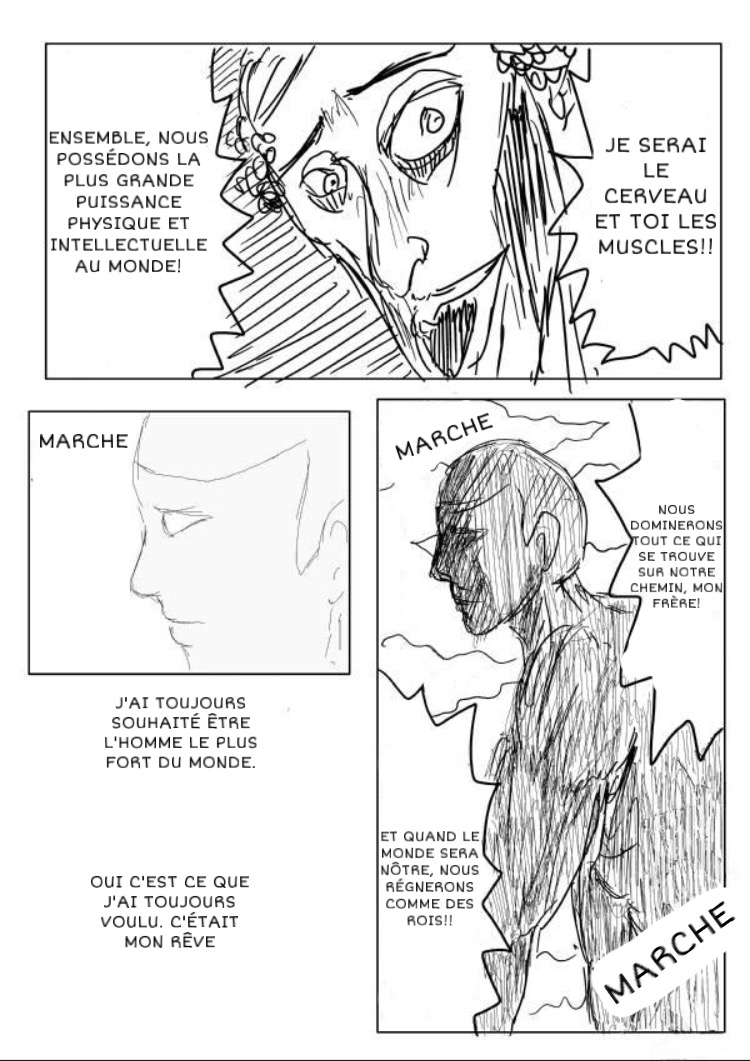 ENSEMBLE, NOUS
POSSÉDONS LA
PLUS GRANDE
PUISSANCE
PHYSIQUE ET
INTELLECTUELLE
AU MONDE!
JE SERAI
LE
CERVEAU
ET TOI LES
MUSCLES!!
MARCHE
MARCHE
NOUS
DOMINERONS
TOUT CE QUI
SE TROUVE
SUR NOTRE
CHEMIN, MON
FRÈRE!
J'AI TOUJOURS
SOUHAITÉ ÊTRE
L'HOMME LE PLUS
FORT DU MONDE.
OUI C'EST CE QUE
J'AI TOUJOURS
VOULU. C'ÉTAIT
MON RÊVE
ET QUAND LE
MONDE SERA
NÔTRE, NOUS
RÉGNERONS
COMME DES
ROIS!!
MARCHE